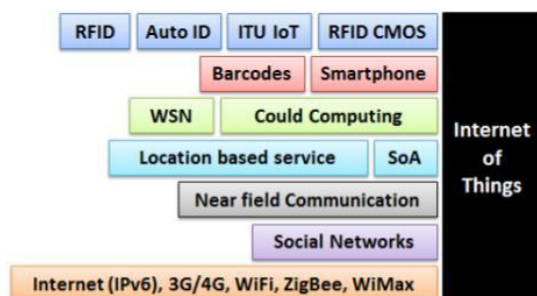 RFID Auto ID ITU IoT RFID CMOS
Barcodes Smartphone
WSN Could Computing
Location based service SoA
Near field Communication
Social Networks
Internet (IPv6), 3G/4G, WiFi, ZigBee, WiMax
Internet
of
Things